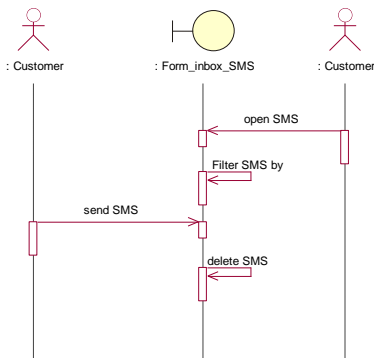 : Customer
: Form_inbox_SMS
: Customer
open SMS
Filter SMS by
send SMS
delete SMS